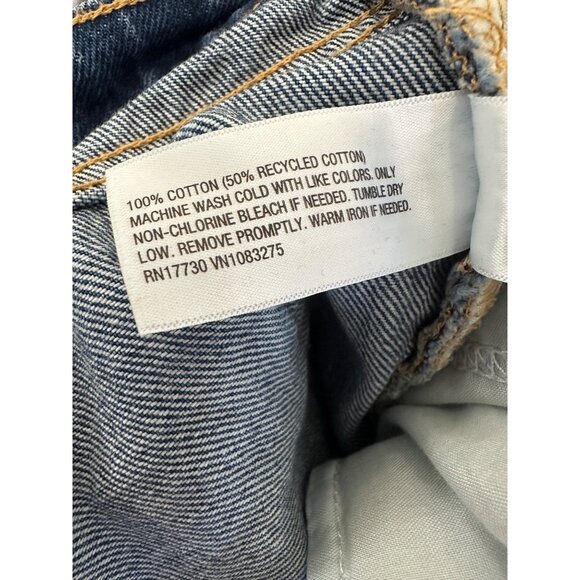 100% COTTON (50% RECYCLED COTTON)
MACHINE WASH COLD WITH LIKE COLORS. ONLY
NON-CHLORINE BLEACH IF NEEDED. TUMBLE DRY
LOW. REMOVE PROMPTLY. WARM IRON IF NEEDED.
RN17730 VN1083275